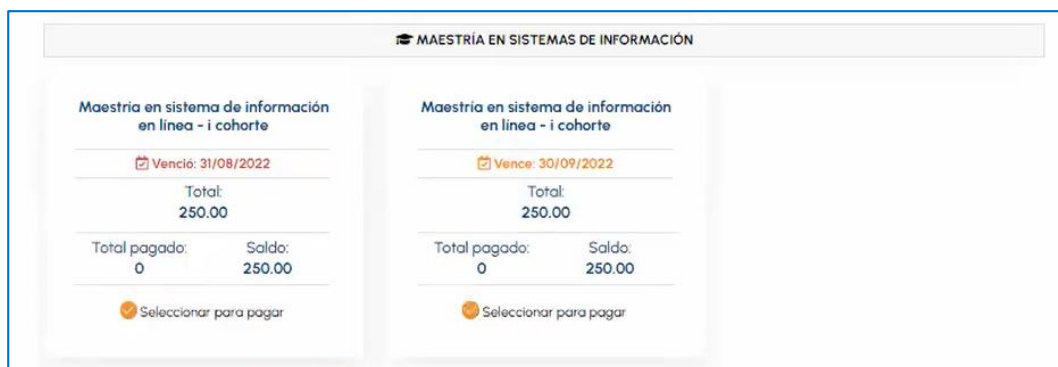 MAESTRÍA EN SISTEMAS DE INFORMACIÓN
Maestria en sistema de información
en línea - i cohorte
Venció: 31/08/2022
Total:
250.00
Total pagado: Saldo:
0 250.00
Seleccionar para pagar
Maestria en sistema de información
en línea - i cohorte
Vence: 30/09/2022
Total:
250.00
Total pagado: Saldo:
0 250.00
Seleccionar para pagar